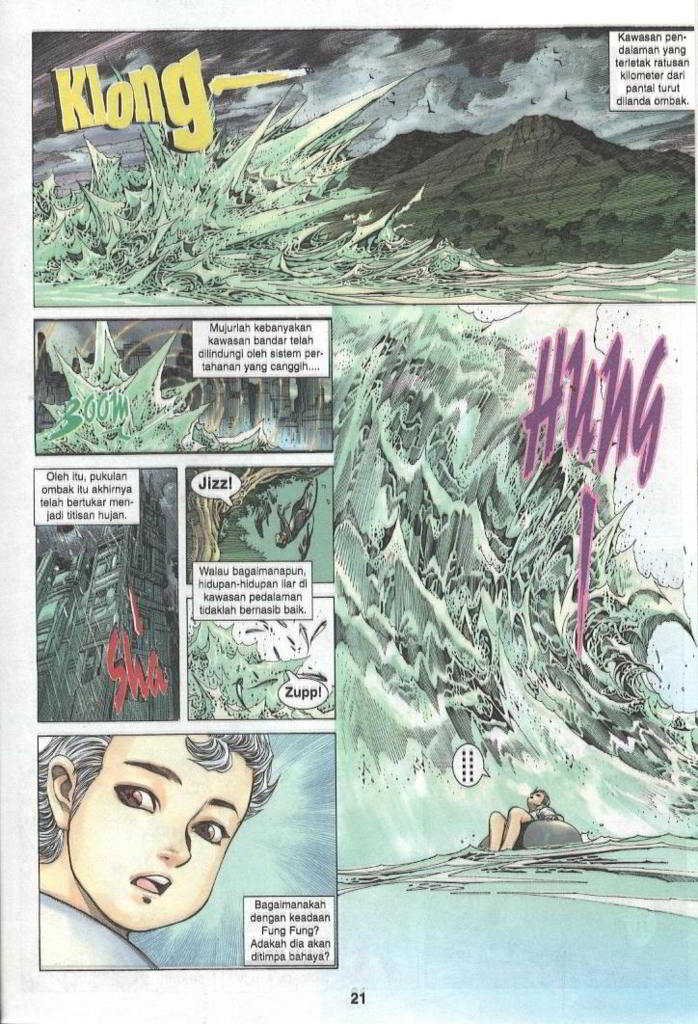 Klong
Kawasan pen-
dalaman yang
terletak ratusan
kilometer dari
pantai turut
dilanda ombak.
Mujurlah kebanyakan
kawasan bandar telah
dilindungi oleh sistem per-
tahanan yang canggih....
Boom
Hung
Oleh itu, pukulan
ombak itu akhirnya
telah bertukar men-
jadi titisan hujan.
Sha
Jizz!
Walau bagaimanapun,
hidupan-hidupan liar di
kawasan pedalaman
tidaklah bernasib baik.
Zupp!
Bagaimanakah
dengan keadaan
Fung Fung?
Adakah dia akan
ditimpa bahaya?
21